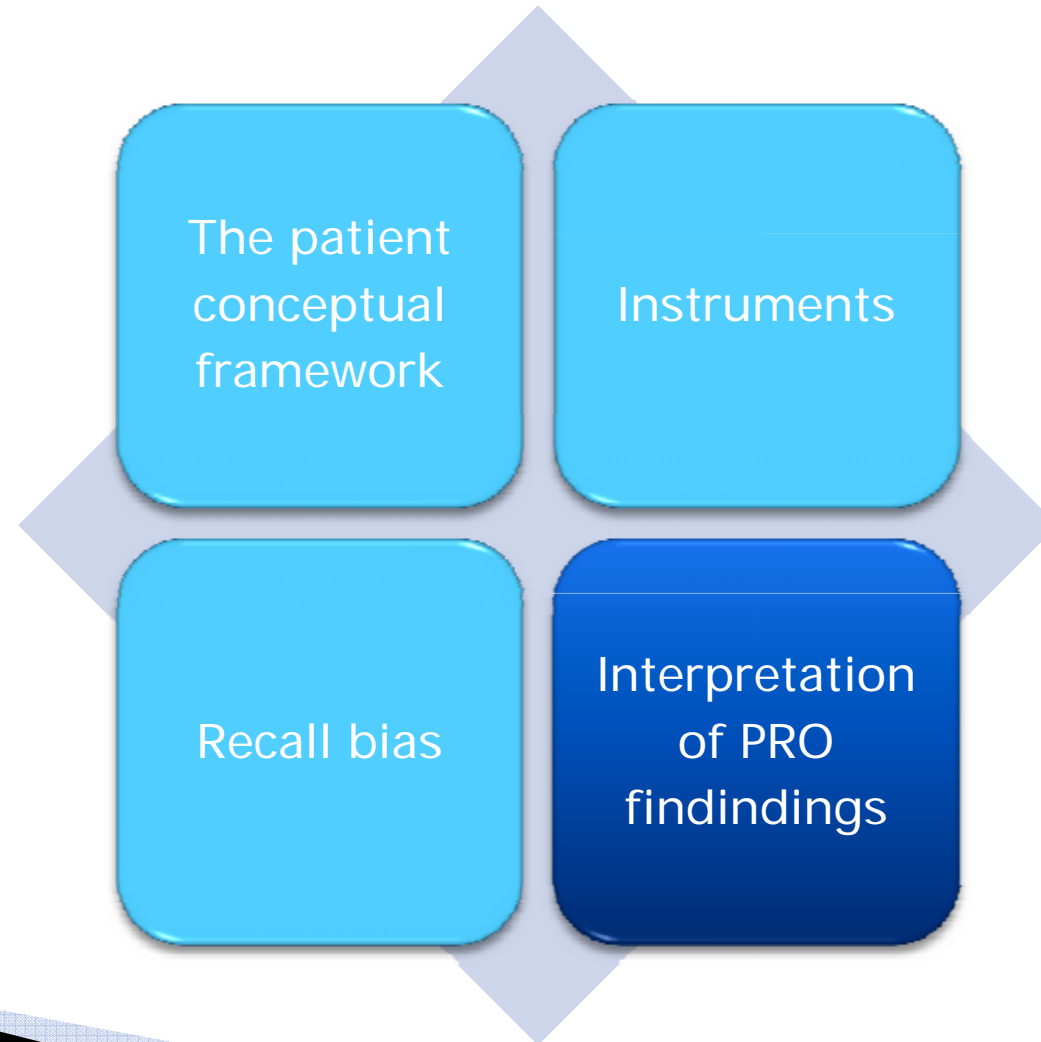 The patient
conceptual
framework
Instruments
Recall bias
Interpretation
of PRO
findindings